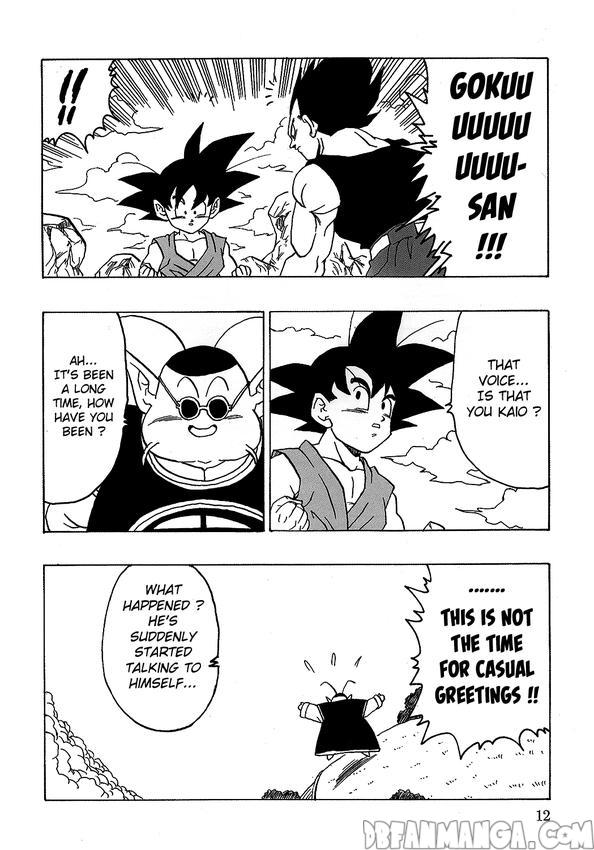 GOKUU
UUUUU
UUUU-
SAN
!!!
!!
THAT
VOICE...
IS THAT
YOU KAIO ?
AH...
IT'S BEEN
A LONG
TIME, HOW
HAVE YOU
BEEN ?
.......
THIS IS NOT
THE TIME
FOR CASUAL
GREETINGS !!
WHAT
HAPPENED ?
HE'S
SUDDENLY
STARTED
TALKING TO
HIMSELF...
12
DBFANMANGA.COM